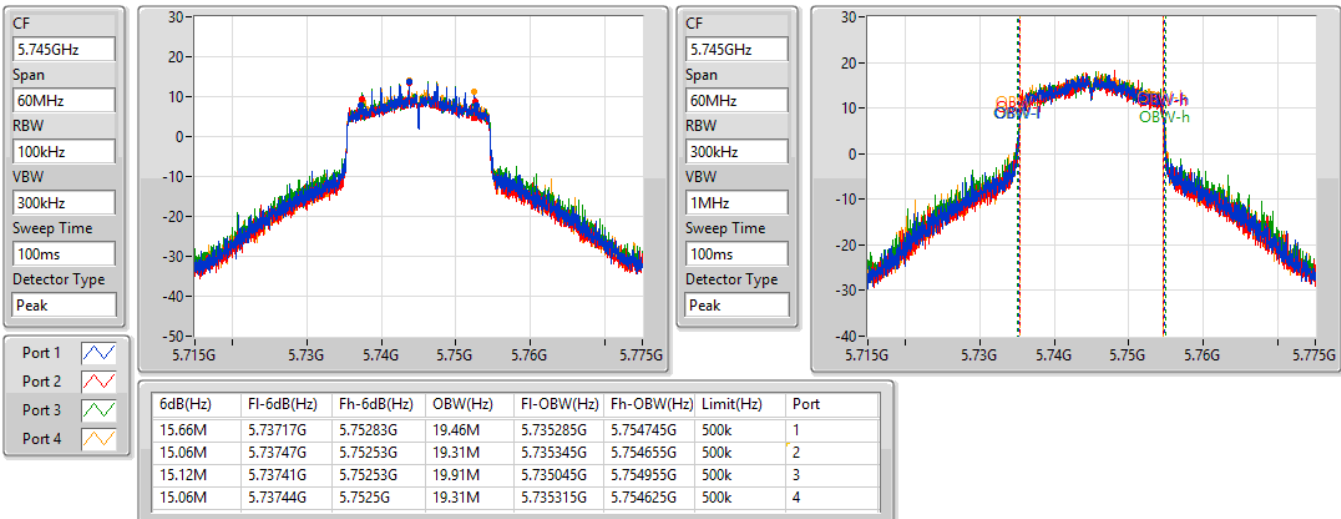 CF
5.745GHz
Span
60MHz
RBW
100kHz
VBW
300kHz
Sweep Time
100ms
Detector Type
Peak
30
20
10
0
-10
-20
-30
-40
-50
5.715G 5.73G 5.74G 5.75G 5.76G 5.775G
CF
5.745GHz
Span
60MHz
RBW
300kHz
VBW
1MHz
Sweep Time
100ms
Detector Type
Peak
30
20
10
0
-10
-20
-30
-40
OBW-l OBW-h
OBW-h
5.715G 5.73G 5.74G 5.75G 5.76G 5.775G
Port 1
Port 2
Port 3
Port 4
6dB(Hz) Fl-6dB(Hz) Fh-6dB(Hz) OBW(Hz) Fl-OBW(Hz) Fh-OBW(Hz) Limit(Hz) Port
15.66M 5.73717G 5.75283G 19.46M 5.735285G 5.754745G 500k 1
15.06M 5.73747G 5.75253G 19.31M 5.735345G 5.754655G 500k 2
15.12M 5.73741G 5.75253G 19.91M 5.735045G 5.754955G 500k 3
15.06M 5.73744G 5.7525G 19.31M 5.735315G 5.754625G 500k 4